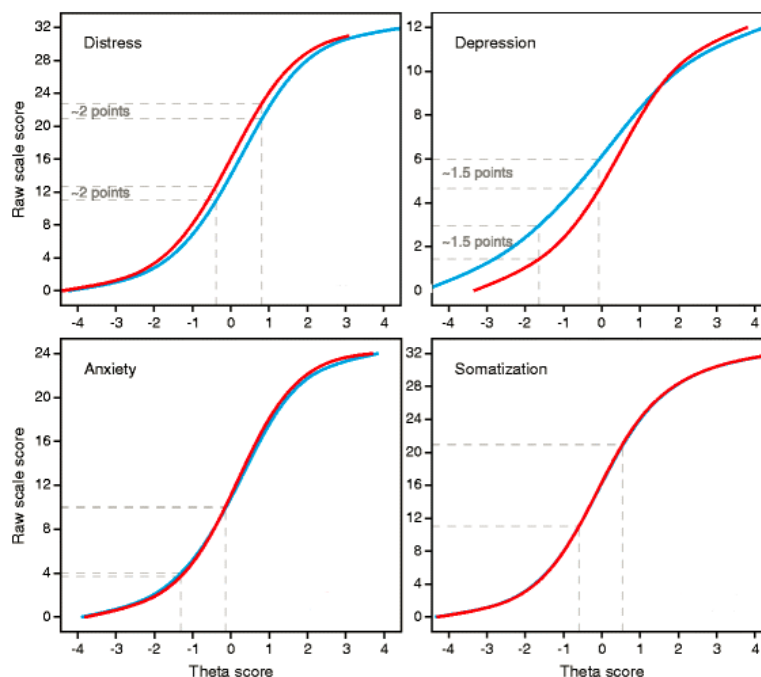 Distress
Raw scale score
32
28
24
20
16
12
8
4
0
~2 points
~2 points
-4 -3 -2 -1 0 1 2 3 4
Depression
12
10
8
6
4
2
0
~1.5 points
~1.5 points
-4 -3 -2 -1 0 1 2 3 4
Anxiety
Raw scale score
24
20
16
12
8
4
0
-4 -3 -2 -1 0 1 2 3 4
Theta score
Somatization
32
28
24
20
16
12
8
4
0
-4 -3 -2 -1 0 1 2 3 4
Theta score